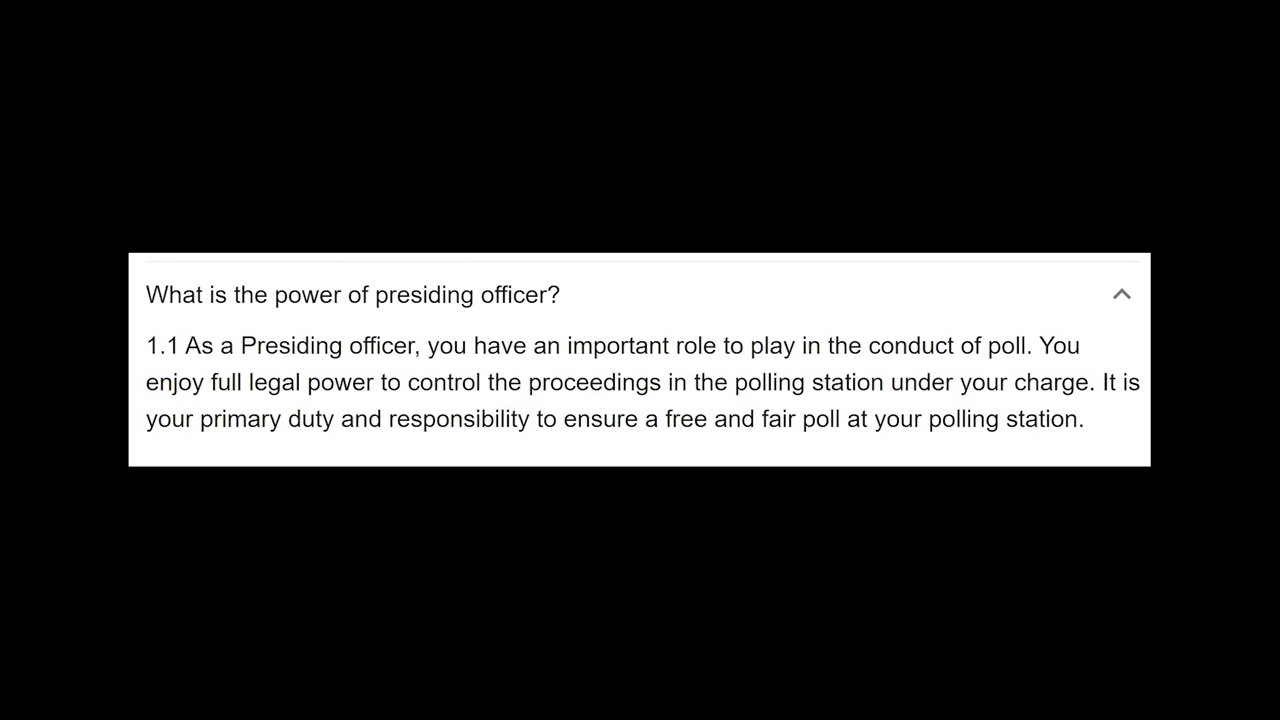 What is the power of presiding officer?
1.1 As a Presiding officer, you have an important role to play in the conduct of poll. You
enjoy full legal power to control the proceedings in the polling station under your charge. It is
your primary duty and responsibility to ensure a free and fair poll at your polling station.